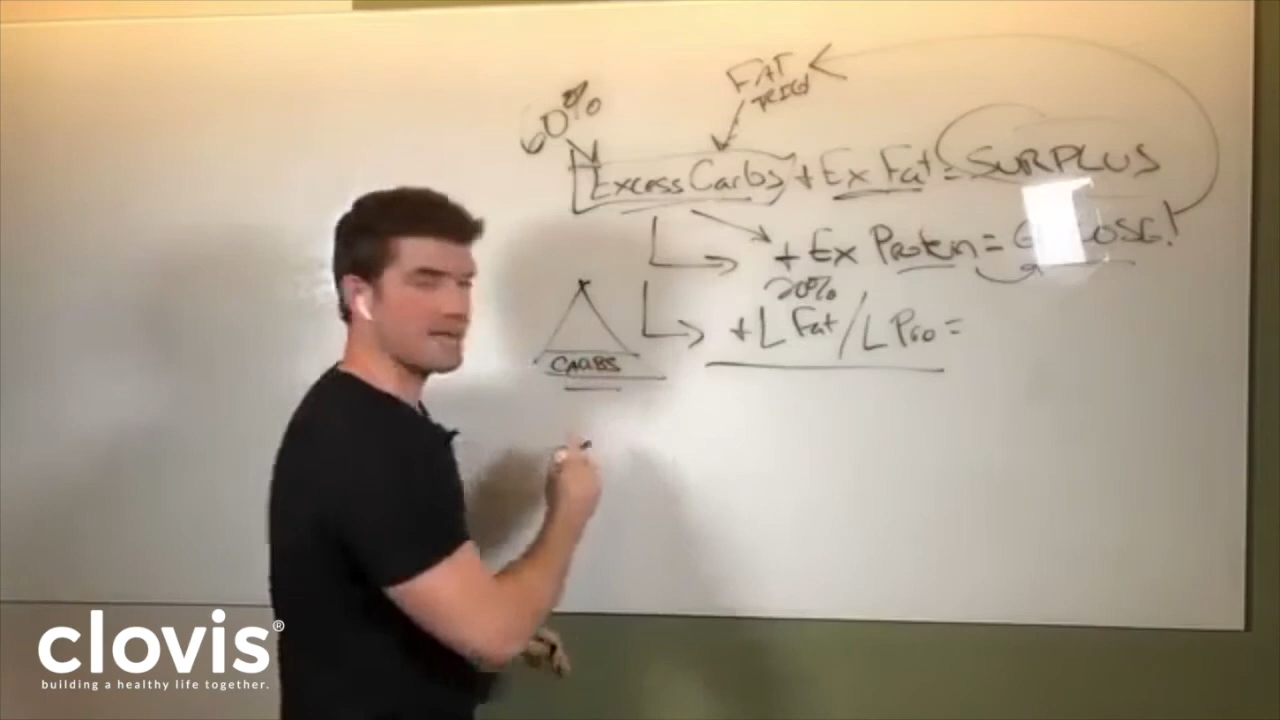 FAT
TRIG
60%
Excess Carbs + Ex Fat = SURPLUS
+ Ex Protein =
20%
+ L Fat / L Pro =
CARBS
clovis®
building a healthy life together.